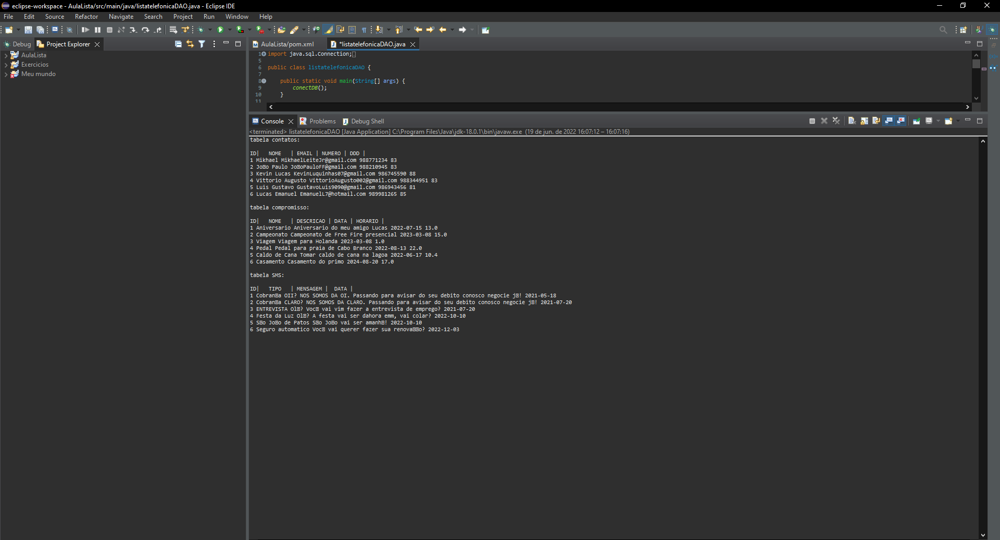 eclipse-workspace - AulaLista/src/main/java/listatelefonicaDAO.java - Eclipse IDE
File Edit Source Refactor Navigate Search Project Run Window Help
Debug Project Explorer
AulaLista
Exercicios
Meu mundo
AulaLista/pom.xml *listatelefonicaDAO.java
1 import java.sql.Connection;
5
6 public class listatelefonicaDAO {
7
8 public static void main(String[] args) {
9 conectDB();
10 }
11
Console Problems Debug Shell
<terminated> listatelefonicaDAO [Java Application] C:\Program Files\Java\jdk-18.0.1\bin\javaw.exe (19 de jun. de 2022 16:07:12 – 16:07:16)
tabela contatos:
ID| NOME | EMAIL | NUMERO | DDD |
1 Mikhael MikhaelLeiteJr@gmail.com 988771234 83
2 Jo�o Paulo Jo�oPauloFF@gmail.com 988210945 83
3 Kevin Lucas KevinLuquinhas07@gmail.com 986745590 88
4 Vittorio Augusto VittorioAugusto002@gmail.com 988344951 83
5 Luis Gustavo GustavoLuis9090@gmail.com 986943456 81
6 Lucas Emanuel EmanuelL7@hotmail.com 989981265 85
tabela compromisso:
ID| NOME | DESCRICAO | DATA | HORARIO |
1 Aniversario Aniversario do meu amigo Lucas 2022-07-15 13.0
2 Campeonato Campeonato de Free Fire presencial 2023-03-08 15.0
3 Viagem Viagem para Holanda 2023-03-08 1.0
4 Pedal Pedal para praia de Cabo Branco 2022-08-13 22.0
5 Caldo de Cana Tomar caldo de cana na lagoa 2022-06-17 10.4
6 Casamento Casamento do primo 2024-08-20 17.0
tabela SMS:
ID| TIPO | MENSAGEM | DATA |
1 Cobran�a OII? NOS SOMOS DA OI. Passando para avisar do seu debito conosco negocie j�! 2021-05-18
2 Cobran�a CLARO? NOS SOMOS DA CLARO. Passando para avisar do seu debito conosco negocie j�! 2021-07-20
3 ENTREVISTA Ol�? Voc� vai vim fazer a entrevista de emprego? 2021-07-20
4 Festa da Luz Ol�? A festa vai ser dahora emm, vai colar? 2022-10-10
5 S�o Jo�o de Patos S�o Jo�o vai ser amanh�! 2022-10-10
6 Seguro automatico Voc� vai querer fazer sua renova��o? 2022-12-03